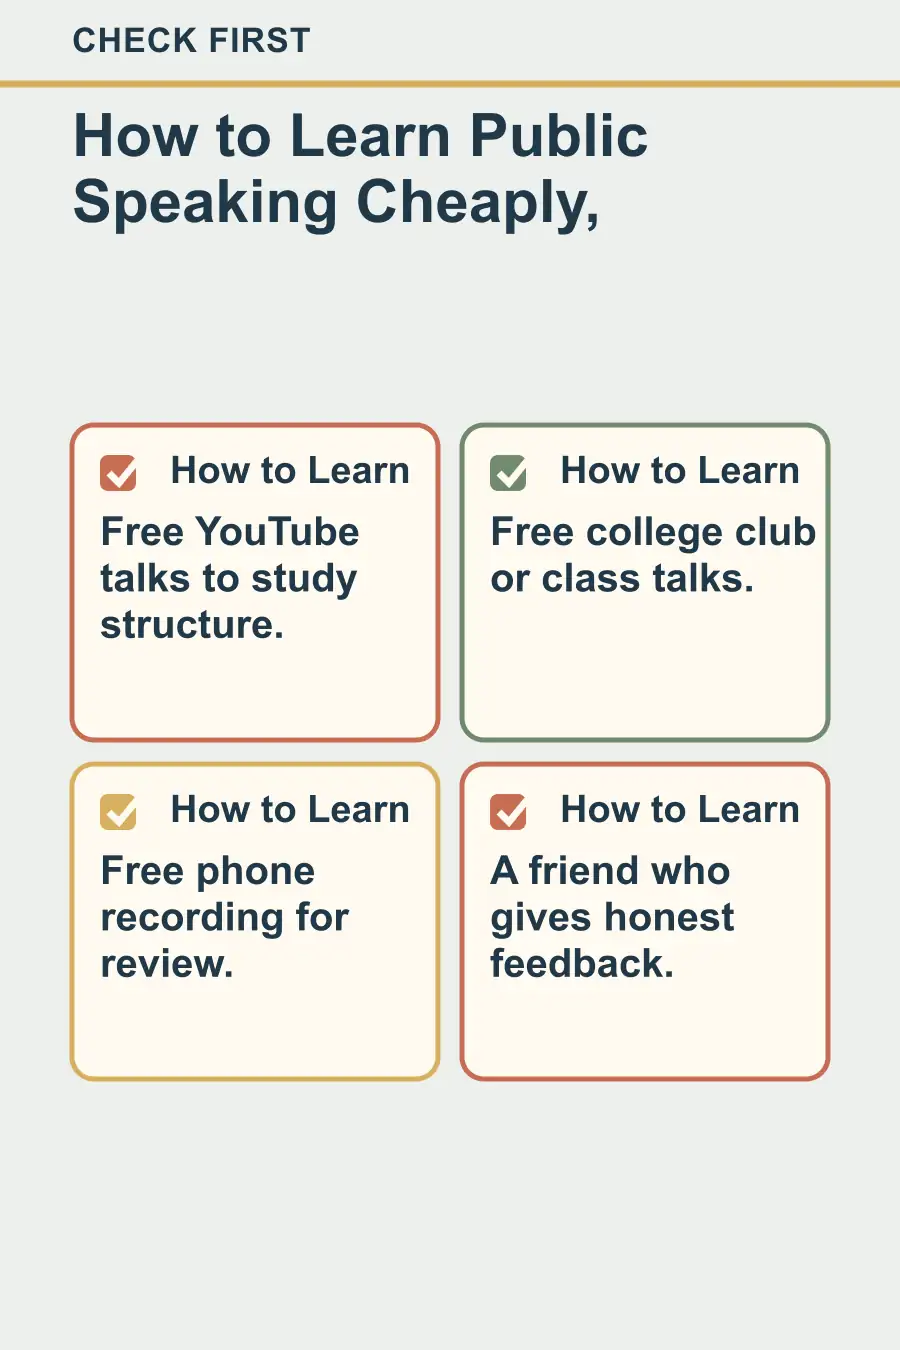 CHECK FIRST
How to Learn Public
Speaking Cheaply,
How to Learn
Free YouTube
talks to study
structure.
How to Learn
Free college club
or class talks.
How to Learn
Free phone
recording for
review.
How to Learn
A friend who
gives honest
feedback.